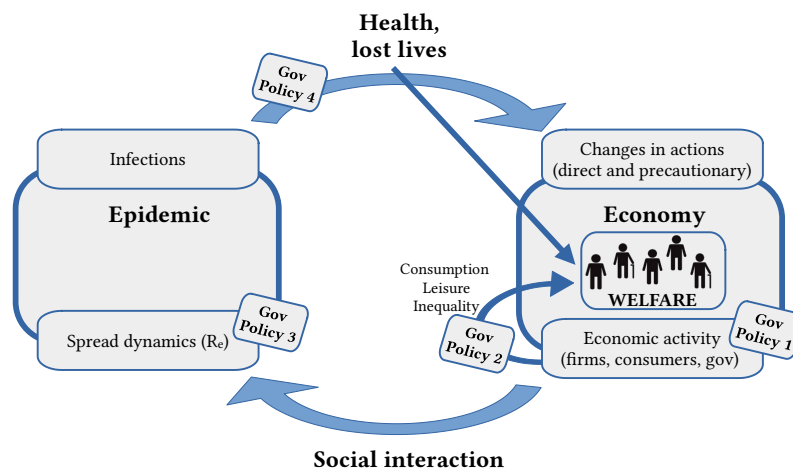 Health,
lost lives
Gov
Policy 4
Infections
Epidemic
Spread dynamics (Re)
Gov
Policy 3
Changes in actions
(direct and precautionary)
Economy
WELFARE
Consumption
Leisure
Inequality
Gov
Policy 2
Economic activity
(firms, consumers, gov)
Gov
Policy 1
Social interaction